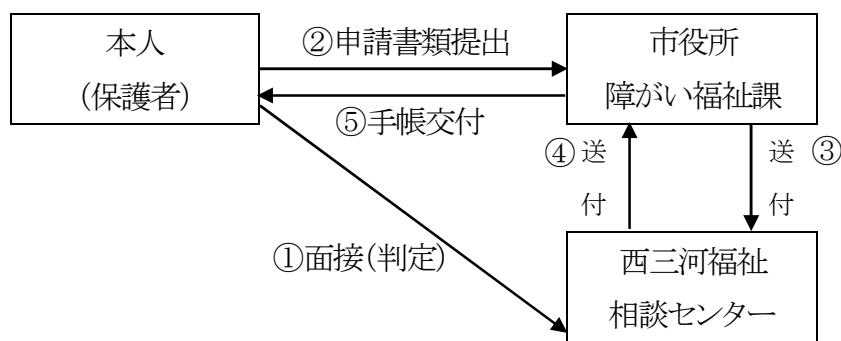 本人
(保護者)
②申請書類提出
市役所
障がい福祉課
⑤手帳交付
④送付
送付③
①面接(判定)
西三河福祉
相談センター